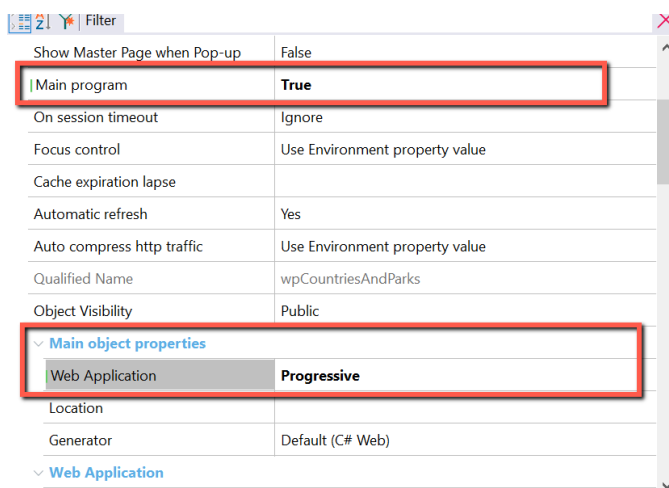 Filter
Show Master Page when Pop-up False
Main program True
On session timeout Ignore
Focus control Use Environment property value
Cache expiration lapse
Automatic refresh Yes
Auto compress http traffic Use Environment property value
Qualified Name wpCountriesAndParks
Object Visibility Public
Main object properties
Web Application Progressive
Location
Generator Default (C# Web)
Web Application